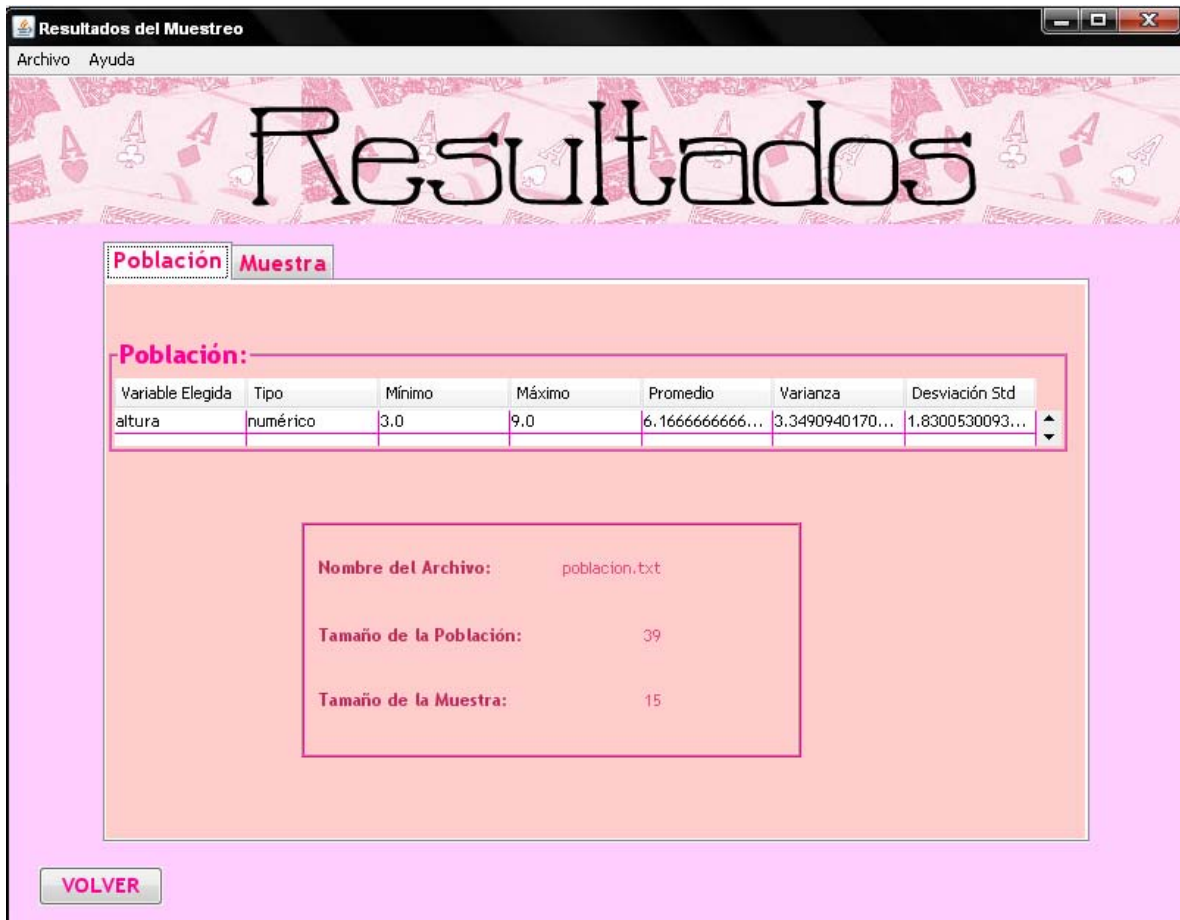 Resultados del Muestreo
Archivo Ayuda
Resultados
Población Muestra
Población:
Variable Elegida Tipo Mínimo Máximo Promedio Varianza Desviación Std
altura numérico 3.0 9.0 6.1666666666... 3.3490940170... 1.8300530093...
Nombre del Archivo: poblacion.txt
Tamaño de la Población: 39
Tamaño de la Muestra: 15
VOLVER